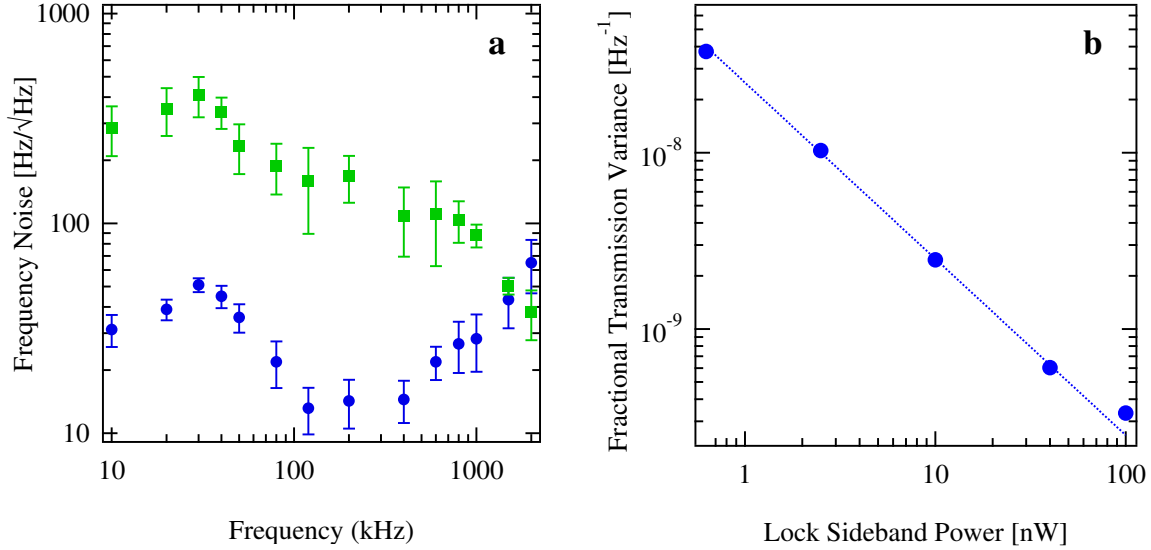 1000
100
10
10
100
1000
Frequency Noise [Hz/√Hz]
Frequency (kHz)
a
10⁻⁸
10⁻⁹
1
10
100
Fractional Transmission Variance [Hz⁻¹]
Lock Sideband Power [nW]
b